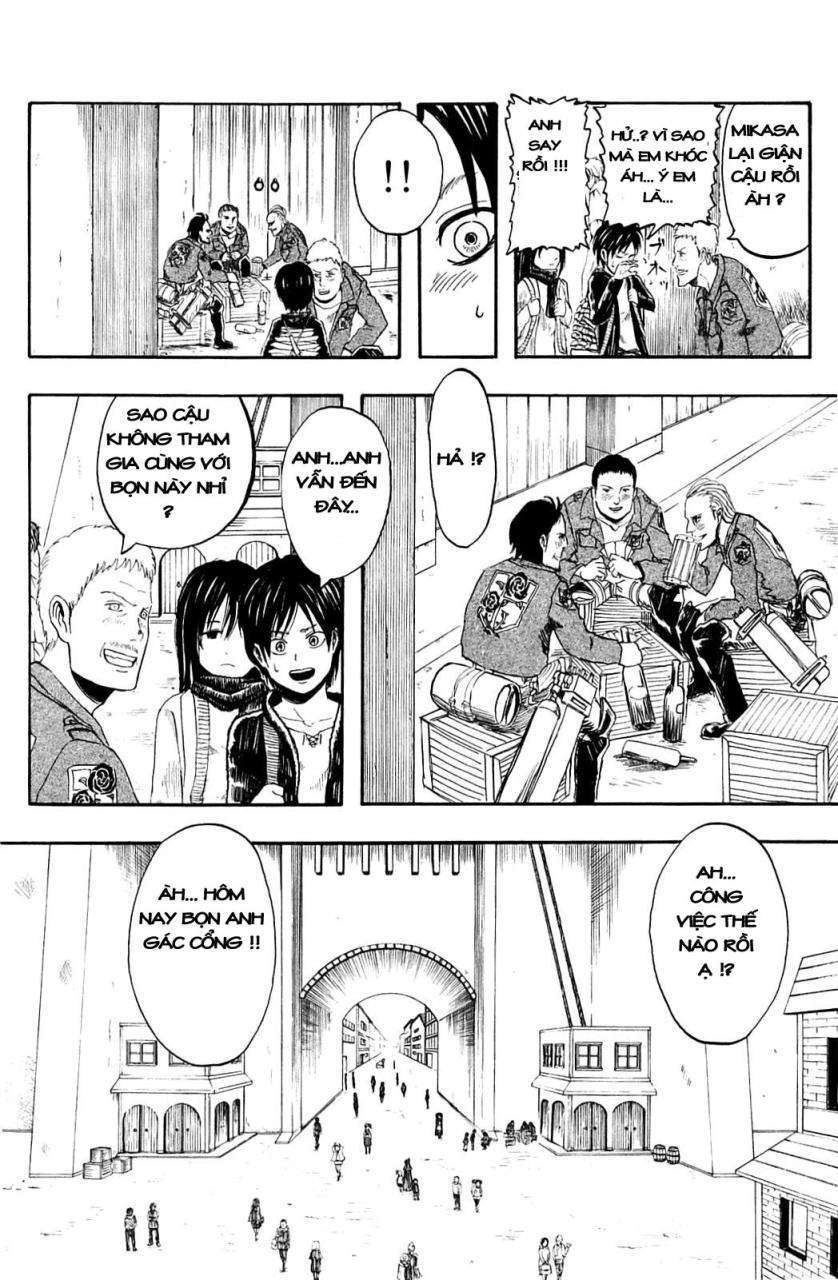 MIKASA
LẠI GIẬN
CẬU RỒI
ÀH ?
HỬ..? VÌ SAO
MÀ EM KHÓC
ÁH... Ý EM
LÀ...
ANH
SAY
RỒI !!!
!!
HẢ !?
ANH...ANH
VẪN ĐẾN
ĐÂY..
SAO CẬU
KHÔNG THAM
GIA CÙNG VỚI
BỌN NÀY NHỈ
?
AH...
CÔNG
VIỆC THẾ
NÀO RỒI
Ạ !?
ÀH... HÔM
NAY BỌN ANH
GÁC CỔNG !!